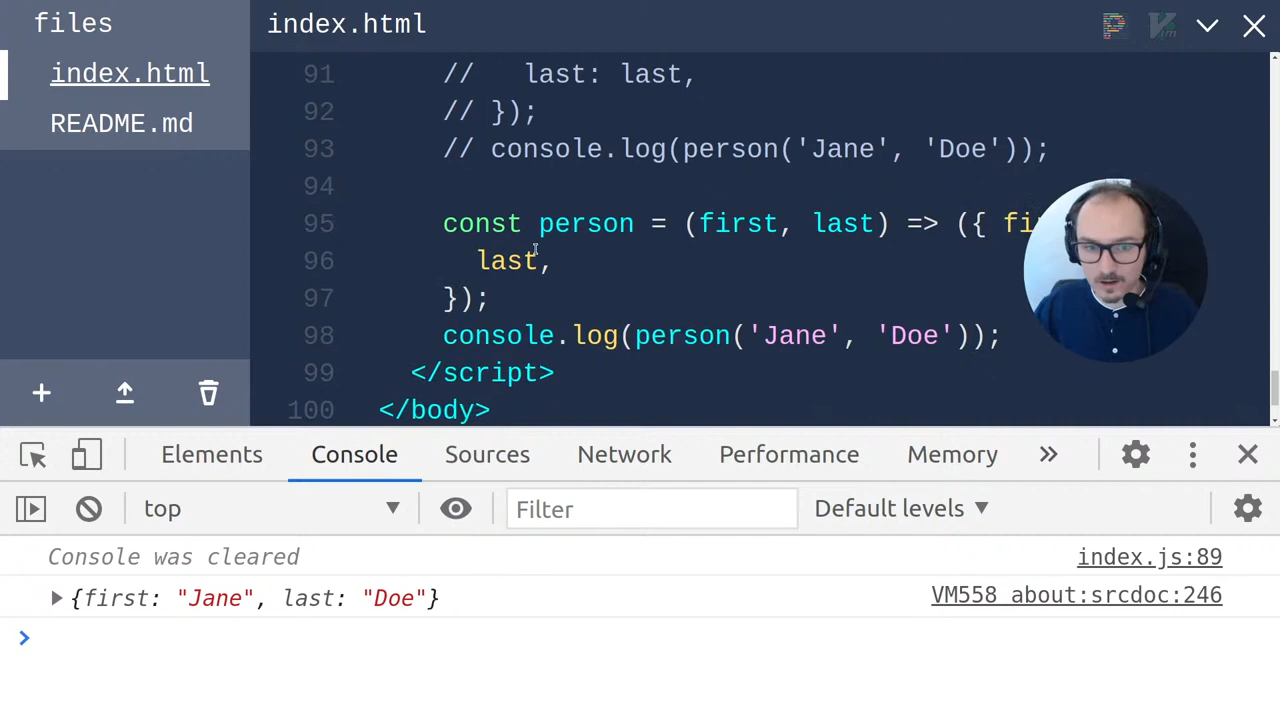 files
index.html
index.html
README.md
91 //   last: last,
92 // });
93 // console.log(person('Jane', 'Doe'));
94
95 const person = (first, last) => ({ fi
96 last,
97 });
98 console.log(person('Jane', 'Doe'));
99 </script>
100 </body>
Elements Console Sources Network Performance Memory »
top Filter Default levels
Console was cleared index.js:89
{first: "Jane", last: "Doe"} VM558 about:srcdoc:246